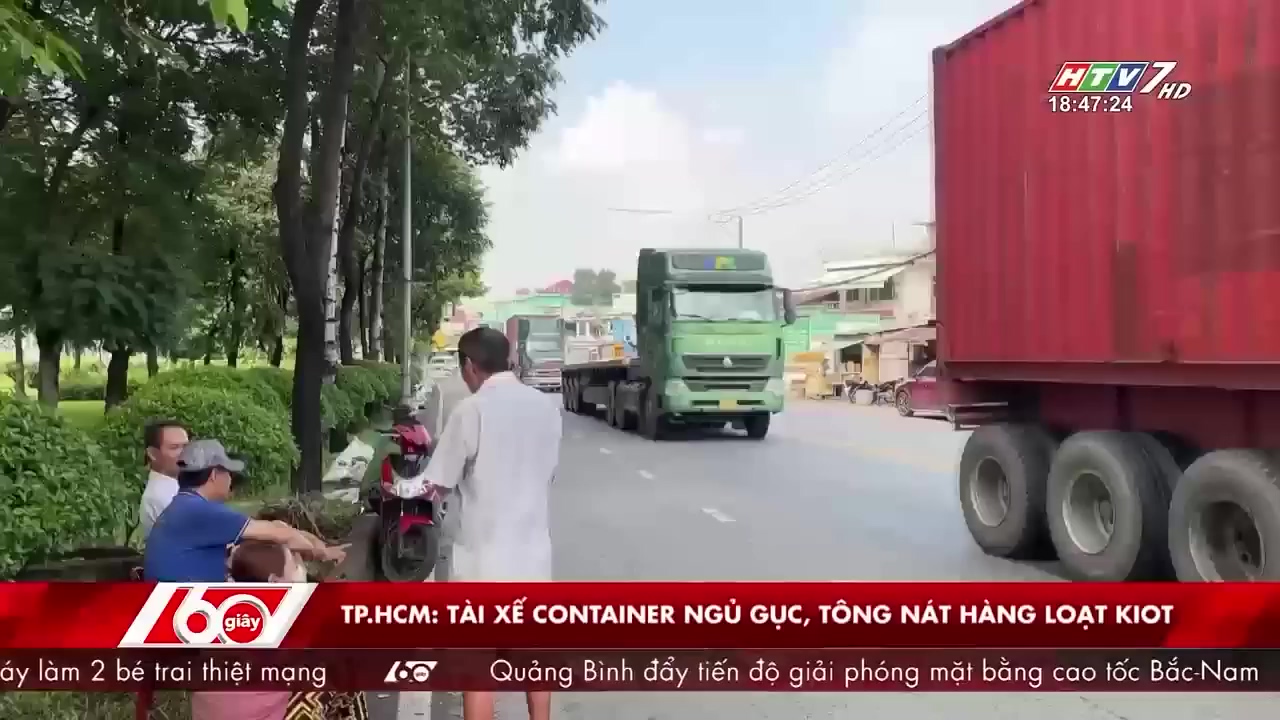 HTV7 HD
18:47:24
60 giây
TP.HCM: TÀI XẾ CONTAINER NGỦ GỤC, TÔNG NÁT HÀNG LOẠT KIOT
áy làm 2 bé trai thiệt mạng 60 giây Quảng Bình đẩy tiến độ giải phóng mặt bằng cao tốc Bắc-Nam